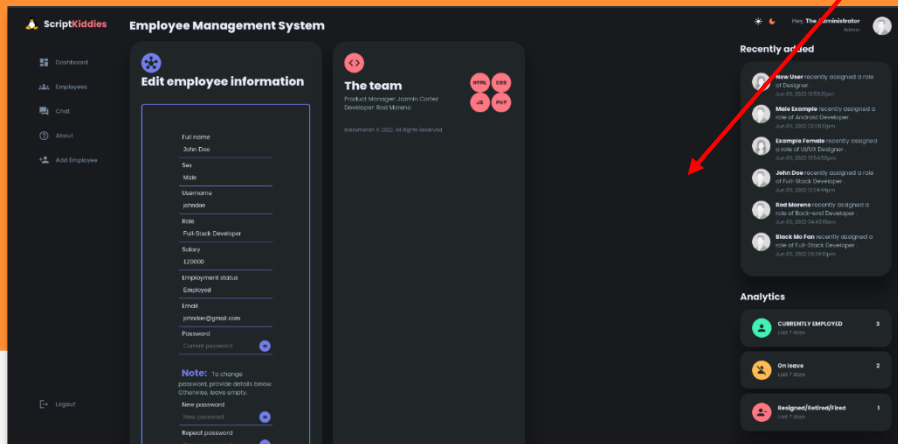 ScriptKiddies
Employee Management System
Hey, The Administrator
Admin
Dashboard
Employees
Chat
About
Add Employee
Logout
Edit employee information
Full name
John Doe
Sex
Male
Username
johndoe
Role
Full-Stack Developer
Salary
120000
Employment status
Employed
Email
johndoe@gmail.com
Password
Current password
Note: To change
password, provide details below.
Otherwise, leave empty.
New password
New password
Repeat password
The team
Product Manager: Jazmin Cartier
Developer: Rod Moreno
HTML
CSS
JS
PHP
© 2022. All Rights Reserved.
Recently added
New User recently assigned a role
of Designer .
Male Example recently assigned a
role of Android Developer .
Example Female recently assigned
a role of UI/UX Designer .
John Doe recently assigned a role
of Full-Stack Developer .
Rod Moreno recently assigned a
role of Back-end Developer .
Black Mo Fan recently assigned a
role of Full-Stack Developer .
Analytics
CURRENTLY EMPLOYED
3
Last 7 days
On leave
2
Last 7 days
Resigned/Retired/Fired
1
Last 7 days